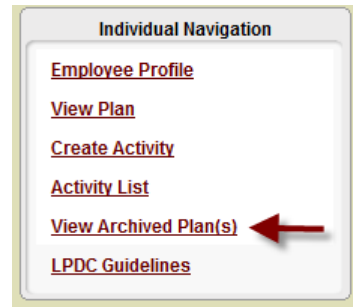 Individual Navigation
Employee Profile
View Plan
Create Activity
Activity List
View Archived Plan(s)
LPDC Guidelines